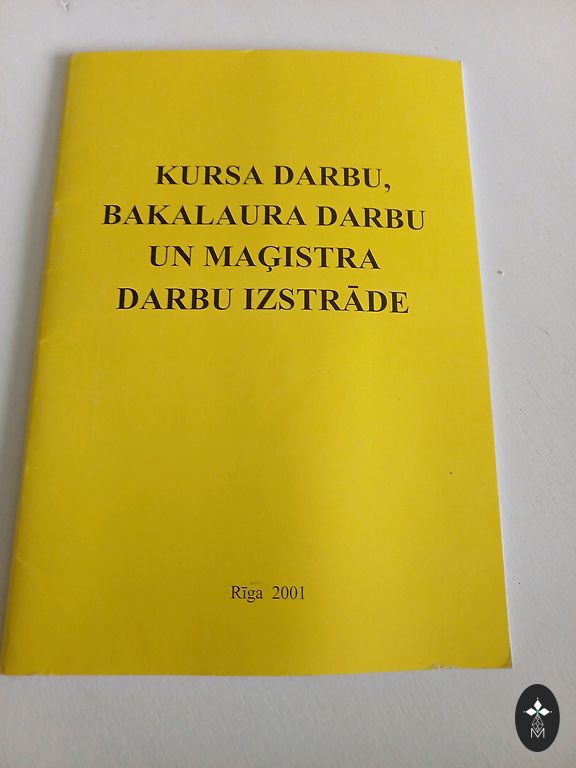 KURSA DARBU,
BAKALAURA DARBU
UN MAĢISTRA
DARBU IZSTRĀDE
Rīga 2001